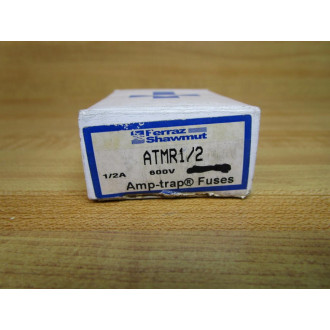 Ferraz
Shawmut
ATMR1/2
1/2A 600V
Amp-trap® Fuses